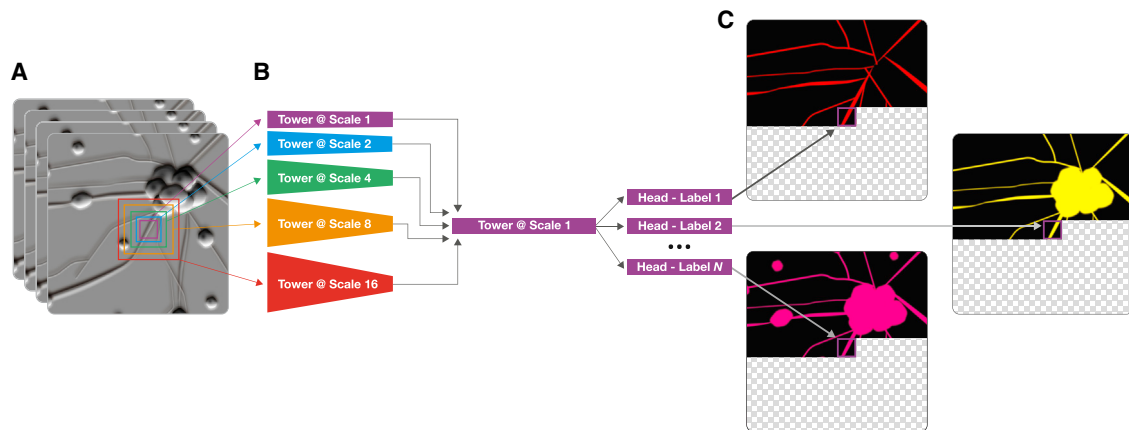 A
B
C
Tower @ Scale 1
Tower @ Scale 2
Tower @ Scale 4
Tower @ Scale 8
Tower @ Scale 16
Tower @ Scale 1
Head - Label 1
Head - Label 2
•••
Head - Label N